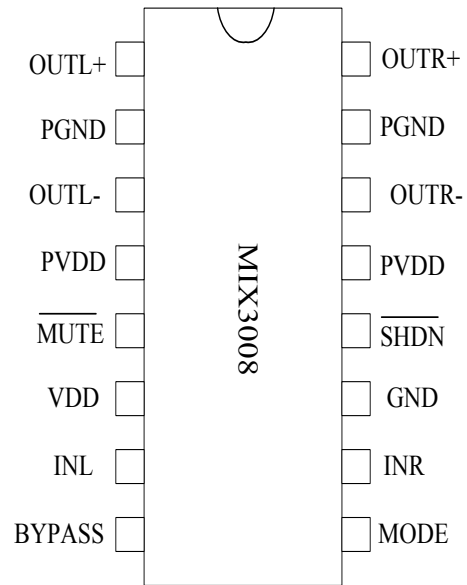 OUTL+ OUTR+
PGND PGND
OUTL- OUTR-
PVDD PVDD
MUTE SHDN
VDD GND
INL INR
BYPASS MODE
MIX3008